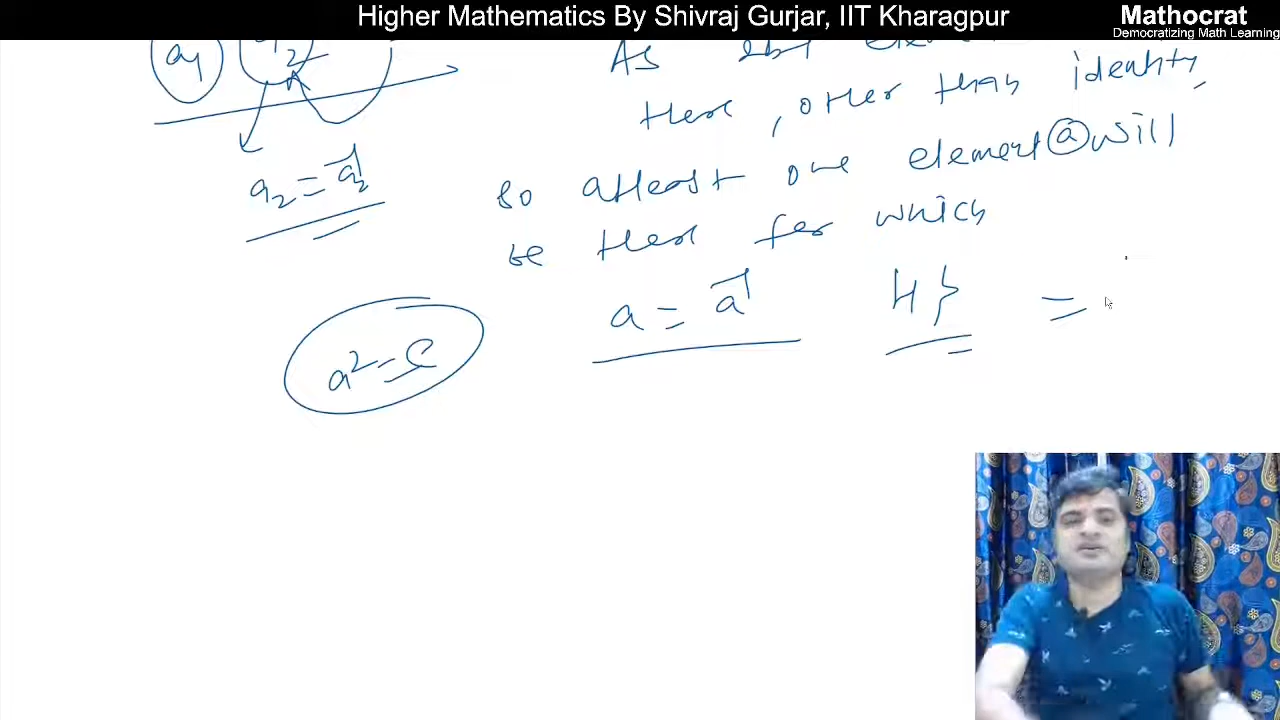 Higher Mathematics By Shivraj Gurjar, IIT Kharagpur
Mathocrat
Democratizing Math Learning
a1
As
there, other than identity,
a2 = a2⁻¹
so atleast one element ⓐ will
be there for which
a = a⁻¹
a² = e
=